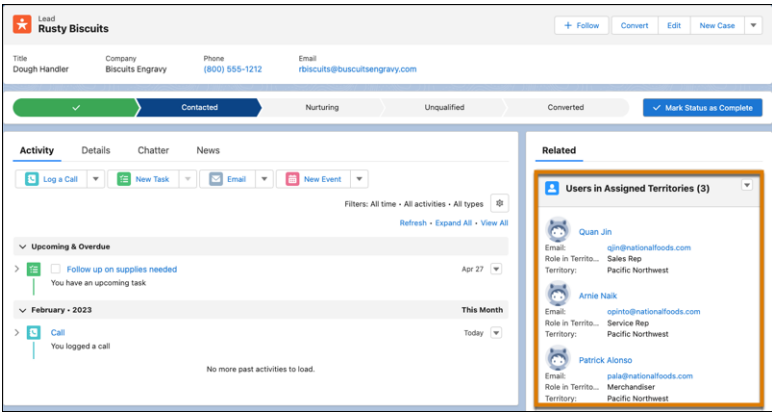 Lead
Rusty Biscuits
+ Follow
Convert
Edit
New Case
Title
Company
Phone
Email
Dough Handler
Biscuits Engravy
(800) 555-1212
rbiscuits@buscuitsengravy.com
Contacted
Nurturing
Unqualified
Converted
Mark Status as Complete
Activity
Details
Chatter
News
Log a Call
New Task
Email
New Event
Filters: All time • All activities • All types
Refresh • Expand All • View All
Upcoming & Overdue
Follow up on supplies needed
Apr 27
You have an upcoming task
February • 2023
This Month
Call
Today
You logged a call
No more past activities to load.
Related
Users in Assigned Territories (3)
Quan Jin
Email: qjin@nationalfoods.com
Role in Territo... Sales Rep
Territory: Pacific Northwest
Arnie Naik
Email: opinto@nationalfoods.com
Role in Territo... Service Rep
Territory: Pacific Northwest
Patrick Alonso
Email: pala@nationalfoods.com
Role in Territo... Merchandiser
Territory: Pacific Northwest